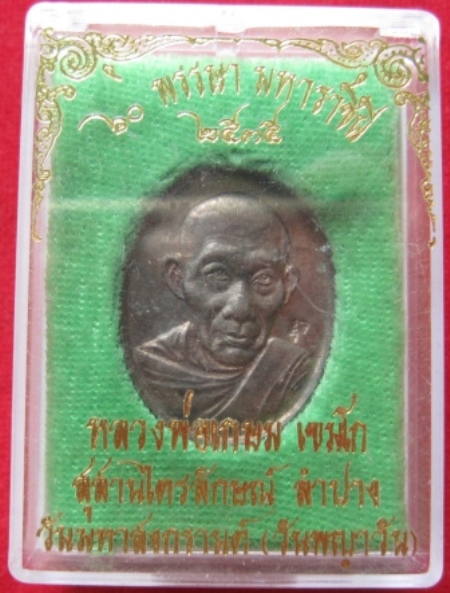 ๖๐ พรรษา มหาราชินี
๒๕๓๕
หลวงพ่อเกษม เขมโก
สุสานไตรลักษณ์ ลำปาง
วันมหาสงกรานต์ (วันพญาวัน)